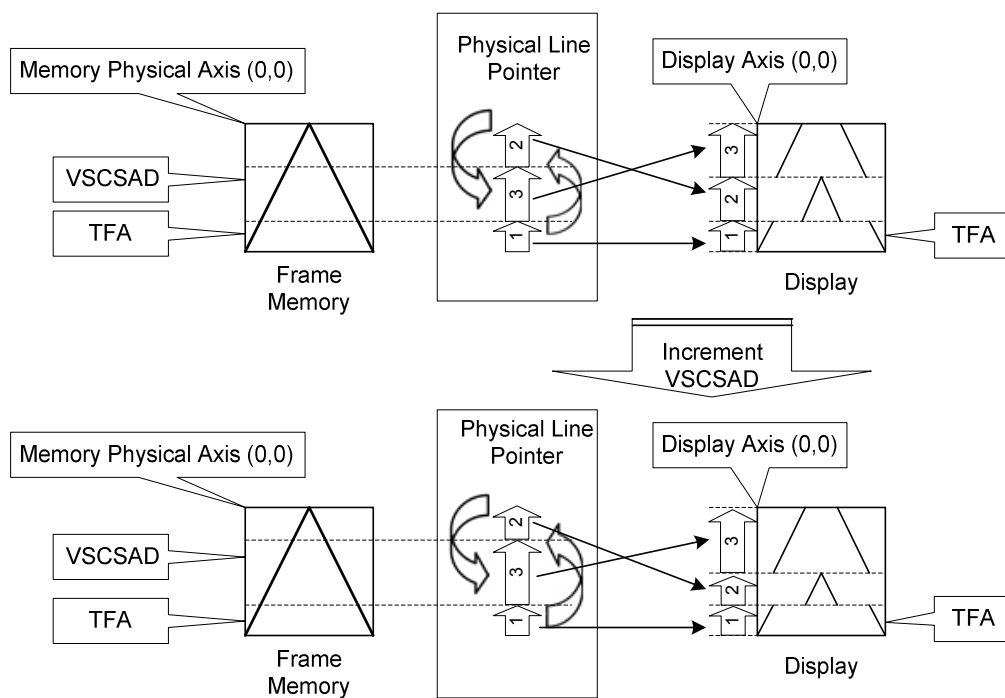 Physical Line
Pointer
Memory Physical Axis (0,0)
Display Axis (0,0)
2
3
3
VSCSAD
2
TFA
1
1
TFA
Frame
Memory
Display
Increment
VSCSAD
Physical Line
Pointer
Memory Physical Axis (0,0)
Display Axis (0,0)
2
3
VSCSAD
3
2
TFA
1
1
TFA
Frame
Memory
Display